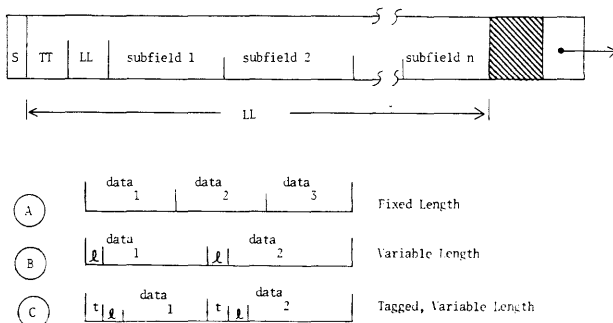 S TT LL subfield 1 subfield 2 subfield n
LL
A data 1 data 2 data 3 Fixed Length
B ℓ data 1 ℓ data 2 Variable Length
C t ℓ data 1 t ℓ data 2 Tagged, Variable Length